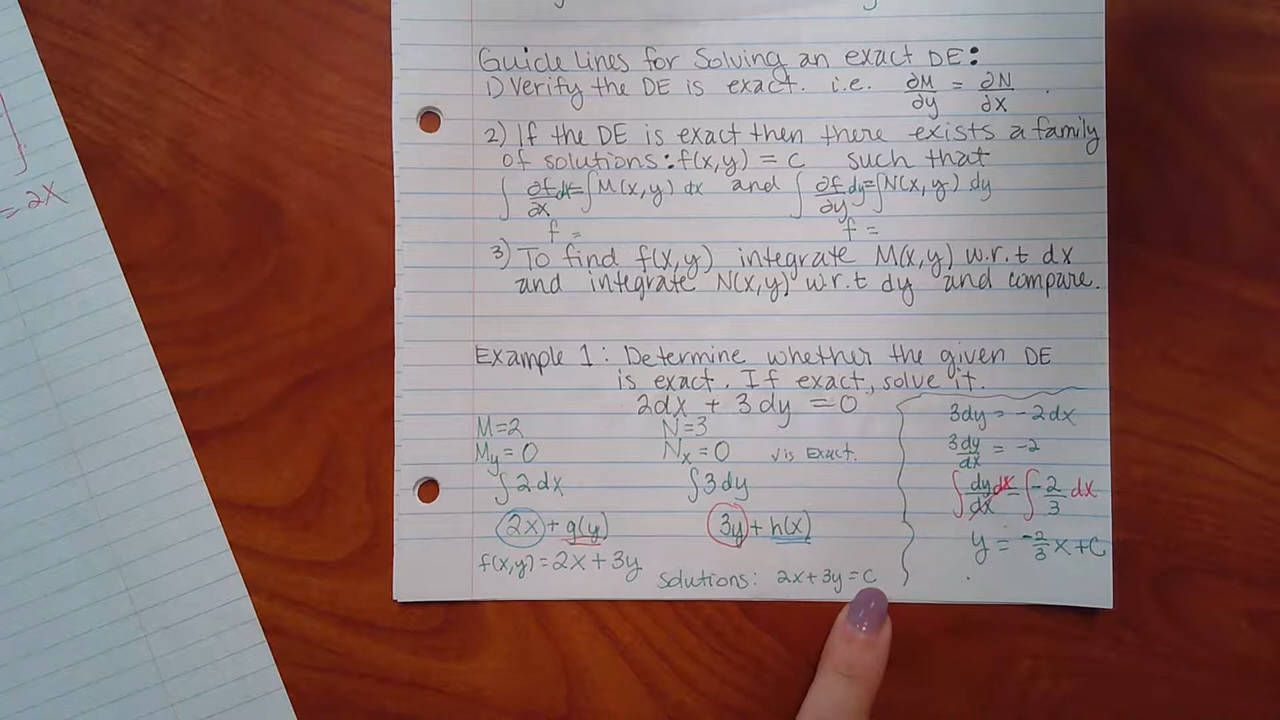 = 2x
Guidelines for Solving an exact DE:
1) Verify the DE is exact. i.e. ∂M/∂y = ∂N/∂x .
2) If the DE is exact then there exists a family
of solutions: f(x,y) = C such that
∫ ∂f/∂x dx = ∫ M(x,y) dx and ∫ ∂f/∂y dy = ∫ N(x,y) dy
f = f =
3) To find f(x,y) integrate M(x,y) w.r.t dx
and integrate N(x,y) w.r.t dy and compare.
Example 1: Determine whether the given DE
is exact. If exact, solve it.
2dx + 3dy = 0
M=2 N=3
My = 0 Nx = 0 √ is Exact.
∫ 2 dx ∫ 3 dy
2x + g(y) 3y + h(x)
f(x,y) = 2x + 3y
Solutions: 2x + 3y = C
3dy = -2dx
3dy/dx = -2
∫ dy/dx dx = ∫ -2/3 dx
y = -2/3 x + C